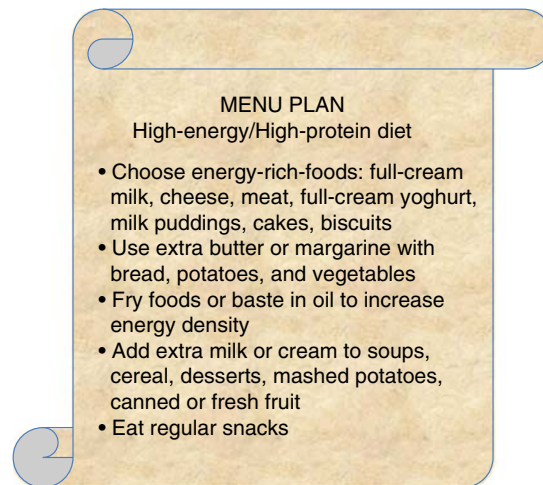 MENU PLAN
High-energy/High-protein diet
• Choose energy-rich-foods: full-cream
milk, cheese, meat, full-cream yoghurt,
milk puddings, cakes, biscuits
• Use extra butter or margarine with
bread, potatoes, and vegetables
• Fry foods or baste in oil to increase
energy density
• Add extra milk or cream to soups,
cereal, desserts, mashed potatoes,
canned or fresh fruit
• Eat regular snacks